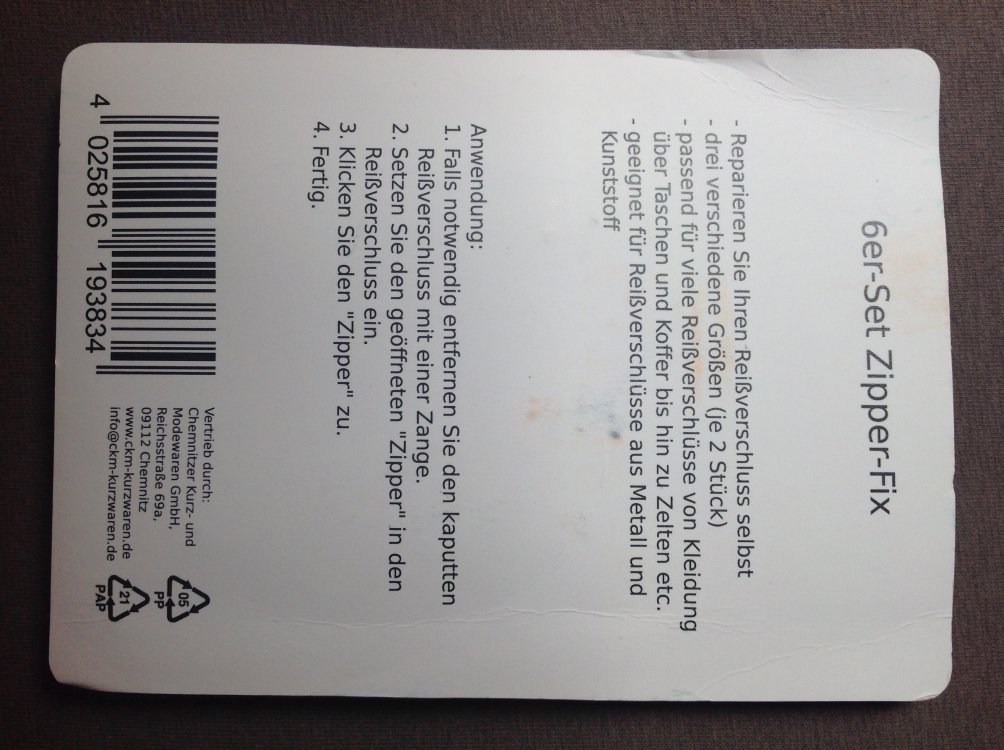 6er-Set Zipper-Fix
- Reparieren Sie Ihren Reißverschluss selbst
- drei verschiedene Größen (je 2 Stück)
- passend für viele Reißverschlüsse von Kleidung
über Taschen und Koffer bis hin zu Zelten etc.
- geeignet für Reißverschlüsse aus Metall und
Kunststoff
Anwendung:
1. Falls notwendig entfernen Sie den kaputten
Reißverschluss mit einer Zange.
2. Setzen Sie den geöffneten "Zipper" in den
Reißverschluss ein.
3. Klicken Sie den "Zipper" zu.
4. Fertig.
4 025816 193834
Vertrieb durch:
Chemnitzer Kurz- und
Modewaren GmbH,
Reichsstraße 69a,
09112 Chemnitz
www.ckm-kurzwaren.de
info@ckm-kurzwaren.de
05
PP
21
PAP